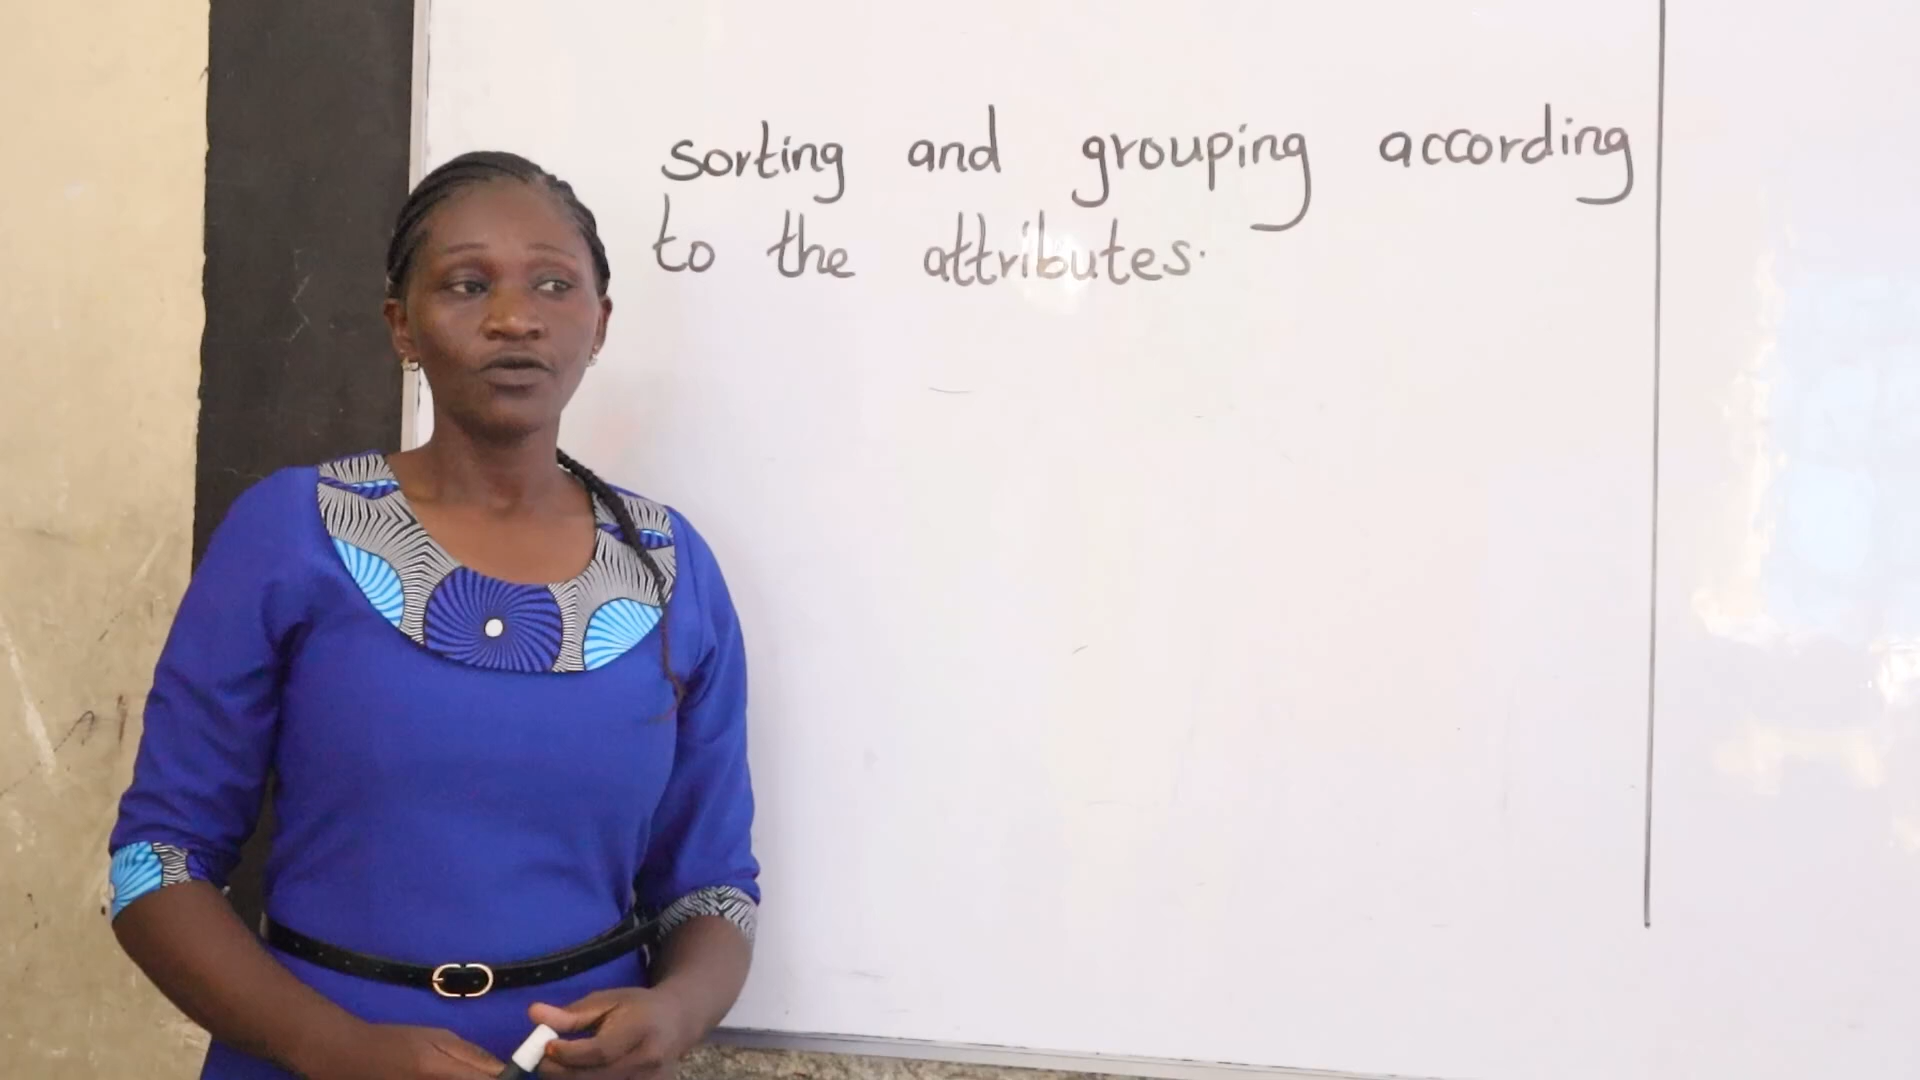 sorting and grouping according
to the attributes.